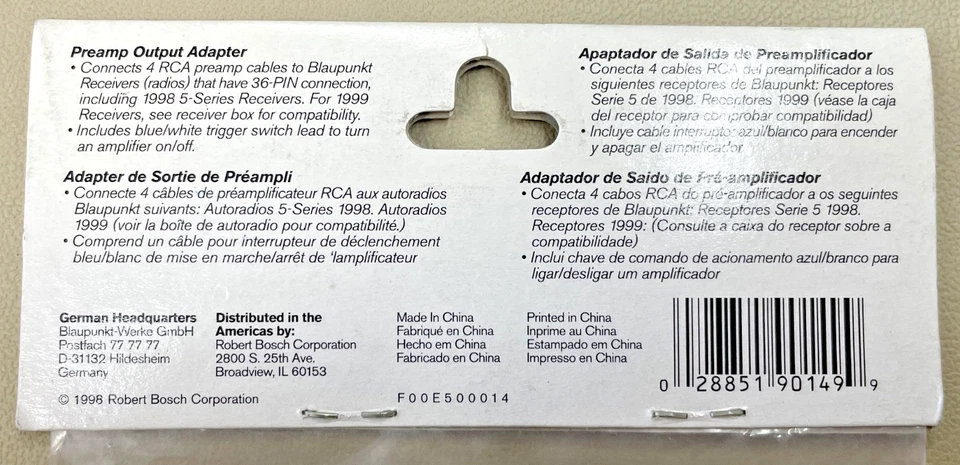 Preamp Output Adapter
• Connects 4 RCA preamp cables to Blaupunkt
Receivers (radios) that have 36-PIN connection,
including 1998 5-Series Receivers. For 1999
Receivers, see receiver box for compatibility.
• Includes blue/white trigger switch lead to turn
an amplifier on/off.
Apaptador de Salida de Preamplificador
• Conecta 4 cables RCA del preamplificador a los
siguientes receptores de Blaupunkt: Receptores
Serie 5 de 1998. Receptores 1999 (véase la caja
del receptor para comprobar compatibilidad)
• Incluye cable interruptor azul/blanco para encender
y apagar el amplificador
Adapter de Sortie de Préampli
• Connecte 4 câbles de préamplificateur RCA aux autoradios
Blaupunkt suivants: Autoradios 5-Series 1998. Autoradios
1999 (voir la boîte de autoradio pour compatibilité.)
• Comprend un câble pour interrupteur de déclenchement
bleu/blanc de mise en marche/arrêt de 'lamplificateur
Adaptador de Saido de Pré-amplificador
• Conecta 4 cabos RCA do pré-amplificador a os seguintes
receptores de Blaupunkt: Receptores Serie 5 1998.
Receptores 1999: (Consulte a caixa do receptor sobre a
compatibilidade)
• Inclui chave de comando de acionamento azul/branco para
ligar/desligar um amplificador
German Headquarters
Blaupunkt-Werke GmbH
Postfach 77 77 77
D-31132 Hildesheim
Germany
Distributed in the
Americas by:
Robert Bosch Corporation
2800 S. 25th Ave.
Broadview, IL 60153
Made In China
Fabriqué en China
Hecho em China
Fabricado en China
Printed in China
Inprime au China
Estampado em China
Impresso en China
0 28851 90149 9
© 1998 Robert Bosch Corporation
F00E500014